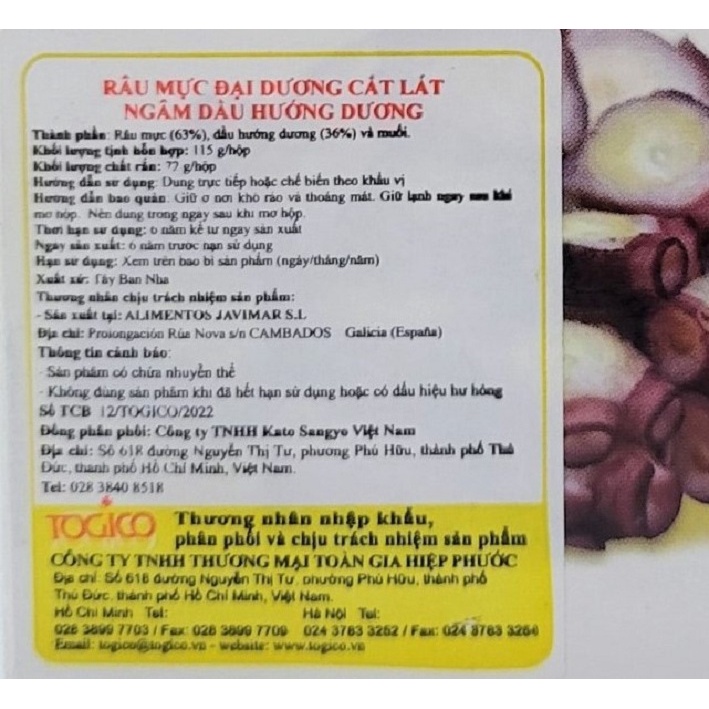 RÂU MỰC ĐẠI DƯƠNG CẮT LÁT
NGÂM DẦU HƯỚNG DƯƠNG
Thành phần: Râu mực (63%), dầu hướng dương (36%) và muối.
Khối lượng tịnh hỗn hợp: 115 g/hộp
Khối lượng chất rắn: 77 g/hộp
Hướng dẫn sử dụng: Dùng trực tiếp hoặc chế biến theo khẩu vị
Hướng dẫn bảo quản: Giữ ở nơi khô ráo và thoáng mát. Giữ lạnh ngay sau khi
mở hộp. Nên dùng trong ngày sau khi mở hộp.
Thời hạn sử dụng: 6 năm kể từ ngày sản xuất
Ngày sản xuất: 6 năm trước hạn sử dụng
Hạn sử dụng: Xem trên bao bì sản phẩm (ngày/tháng/năm)
Xuất xứ: Tây Ban Nha
Thương nhân chịu trách nhiệm sản phẩm:
- Sản xuất tại: ALIMENTOS JAVIMAR S.L
Địa chỉ: Prolongación Rúa Nova s/n CAMBADOS Galicia (España)
Thông tin cảnh báo:
- Sản phẩm có chứa nhuyễn thể
- Không dùng sản phẩm khi đã hết hạn sử dụng hoặc có dấu hiệu hư hỏng
Số TCB 12/TOGICO/2022
Đồng phân phối: Công ty TNHH Kato Sangyo Việt Nam
Địa chỉ: Số 618 đường Nguyễn Thị Tư, phường Phú Hữu, thành phố Thủ
Đức, thành phố Hồ Chí Minh, Việt Nam.
Tel: 028 3840 8518
TOGICO Thương nhân nhập khẩu,
phân phối và chịu trách nhiệm sản phẩm
CÔNG TY TNHH THƯƠNG MẠI TOÀN GIA HIỆP PHƯỚC
Địa chỉ: Số 618 đường Nguyễn Thị Tư, phường Phú Hữu, thành phố
Thủ Đức, thành phố Hồ Chí Minh, Việt Nam.
Hồ Chí Minh Tel: Hà Nội Tel:
028 3899 7703 / Fax: 028 3899 7709 024 3763 3252 / Fax: 024 3763 3254
Email: togico@togico.vn - website: www.togico.vn